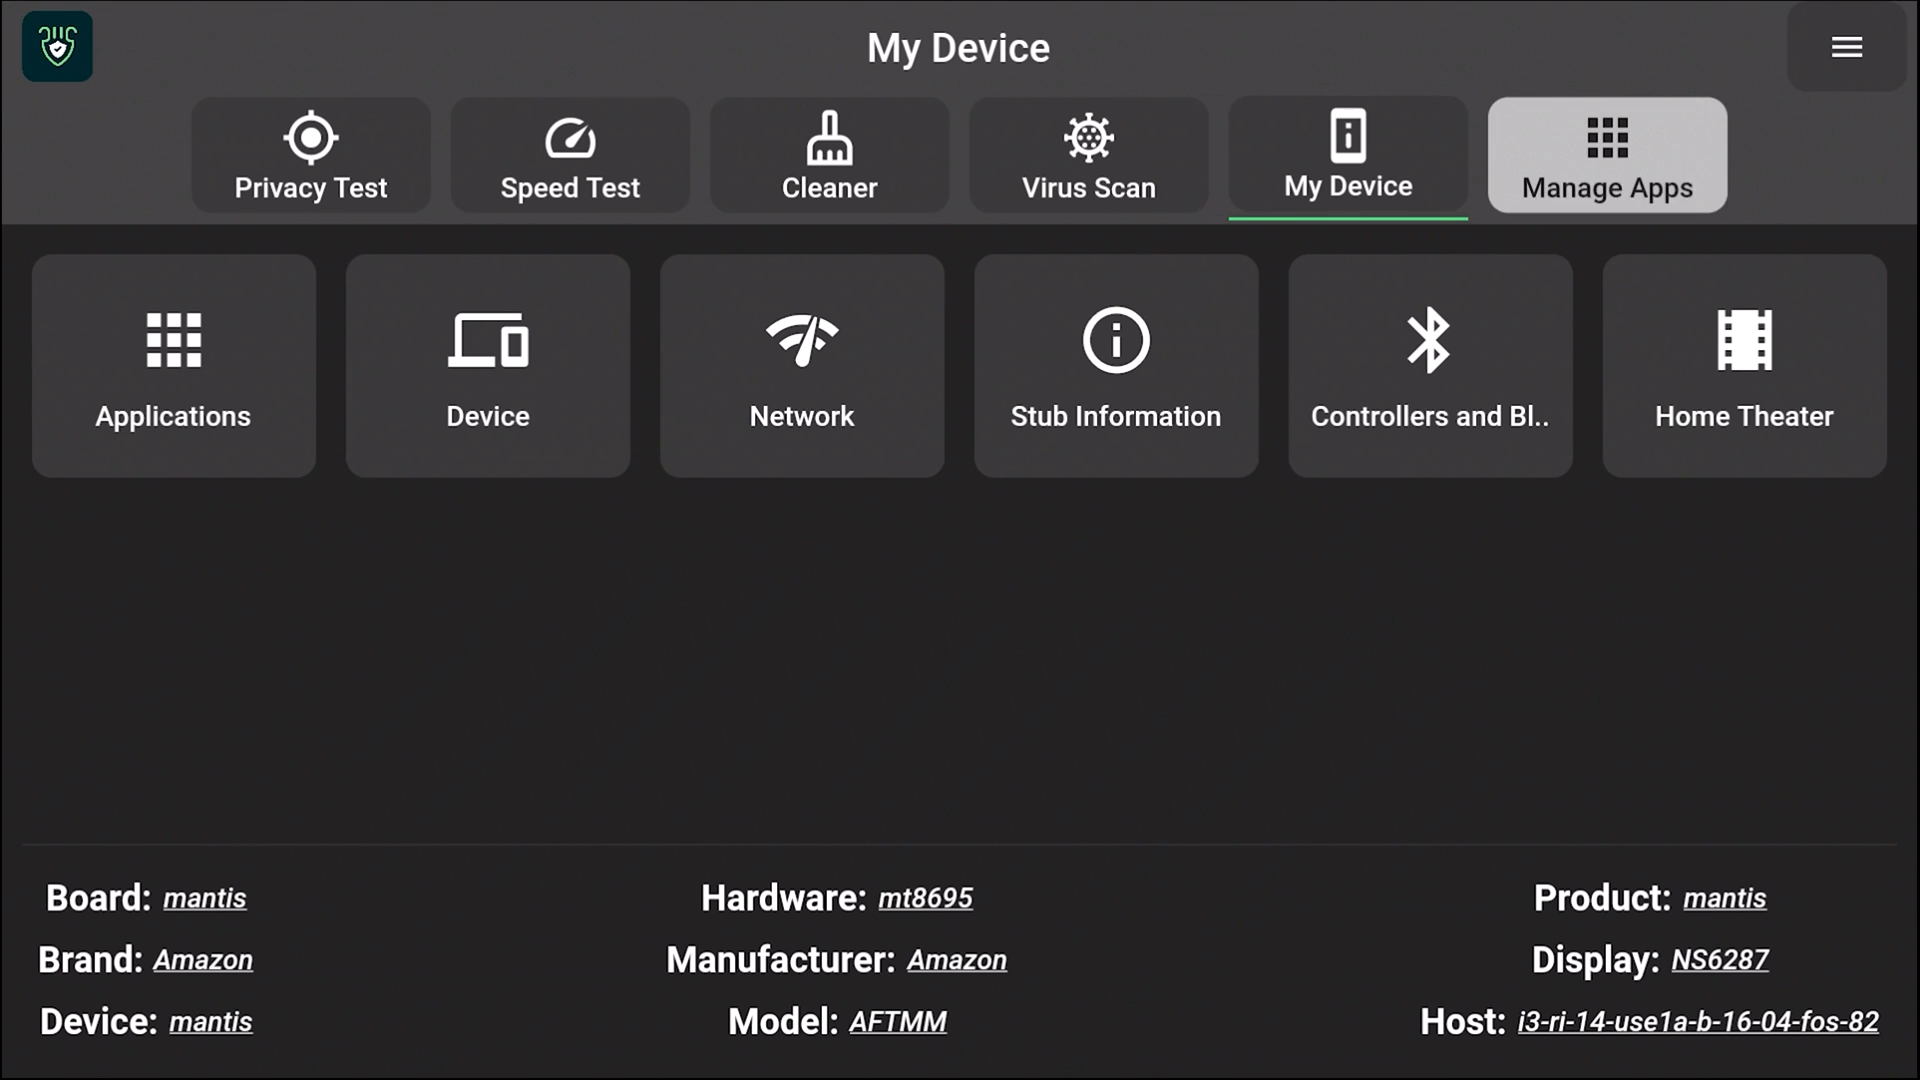 My Device
Privacy Test
Speed Test
Cleaner
Virus Scan
My Device
Manage Apps
Applications
Device
Network
Stub Information
Controllers and Bl..
Home Theater
Board: mantis
Hardware: mt8695
Product: mantis
Brand: Amazon
Manufacturer: Amazon
Display: NS6287
Device: mantis
Model: AFTMM
Host: i3-ri-14-use1a-b-16-04-fos-82